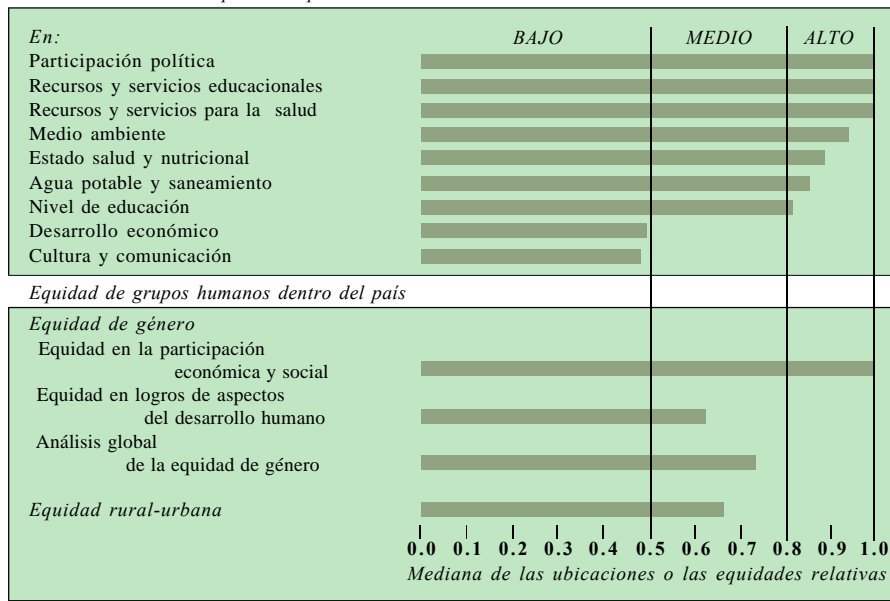 En: BAJO MEDIO ALTO
Participación política
Recursos y servicios educacionales
Recursos y servicios para la salud
Medio ambiente
Estado salud y nutricional
Agua potable y saneamiento
Nivel de educación
Desarrollo económico
Cultura y comunicación
Equidad de grupos humanos dentro del país
Equidad de género
Equidad en la participación
económica y social
Equidad en logros de aspectos
del desarrollo humano
Análisis global
de la equidad de género
Equidad rural-urbana
0.0 0.1 0.2 0.3 0.4 0.5 0.6 0.7 0.8 0.9 1.0
Mediana de las ubicaciones o las equidades relativas